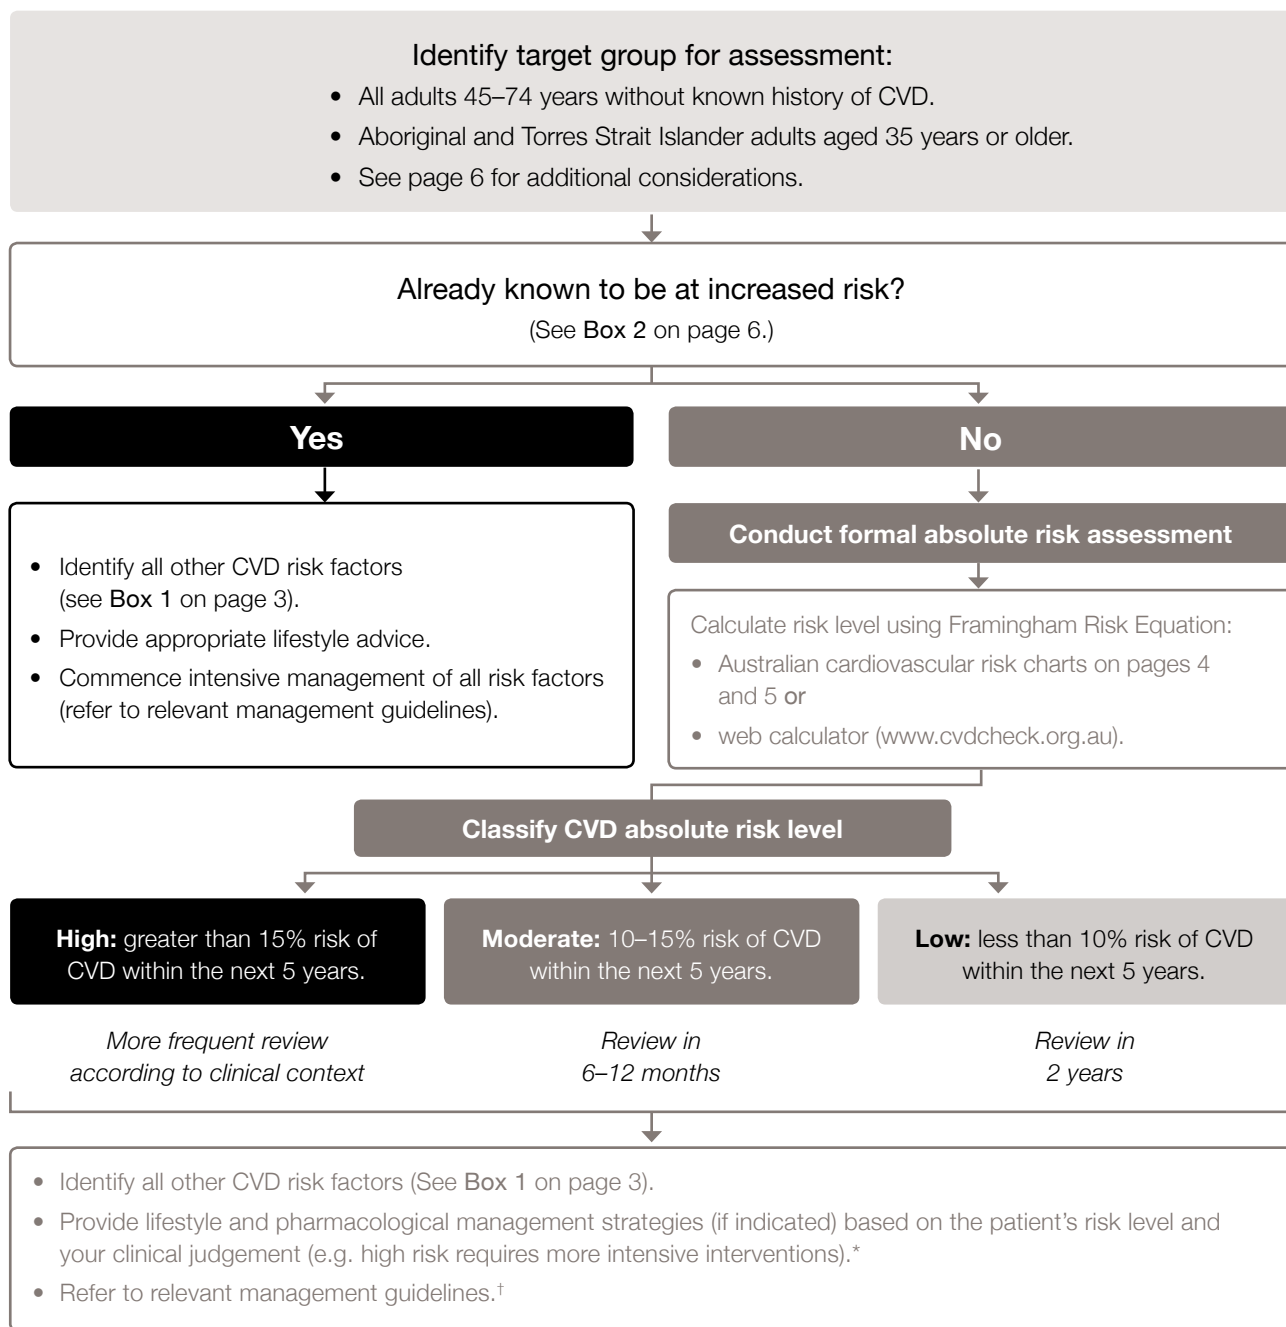 Identify target group for assessment:
• All adults 45–74 years without known history of CVD.
• Aboriginal and Torres Strait Islander adults aged 35 years or older.
• See page 6 for additional considerations.
Already known to be at increased risk?
(See Box 2 on page 6.)
Yes
• Identify all other CVD risk factors
(see Box 1 on page 3).
• Provide appropriate lifestyle advice.
• Commence intensive management of all risk factors
(refer to relevant management guidelines).
No
Conduct formal absolute risk assessment
Calculate risk level using Framingham Risk Equation:
• Australian cardiovascular risk charts on pages 4
and 5 or
• web calculator (www.cvdcheck.org.au).
Classify CVD absolute risk level
High: greater than 15% risk of
CVD within the next 5 years.
More frequent review
according to clinical context
Moderate: 10–15% risk of CVD
within the next 5 years.
Review in
6–12 months
Low: less than 10% risk of CVD
within the next 5 years.
Review in
2 years
• Identify all other CVD risk factors (See Box 1 on page 3).
• Provide lifestyle and pharmacological management strategies (if indicated) based on the patient’s risk level and
your clinical judgement (e.g. high risk requires more intensive interventions).*
• Refer to relevant management guidelines.†